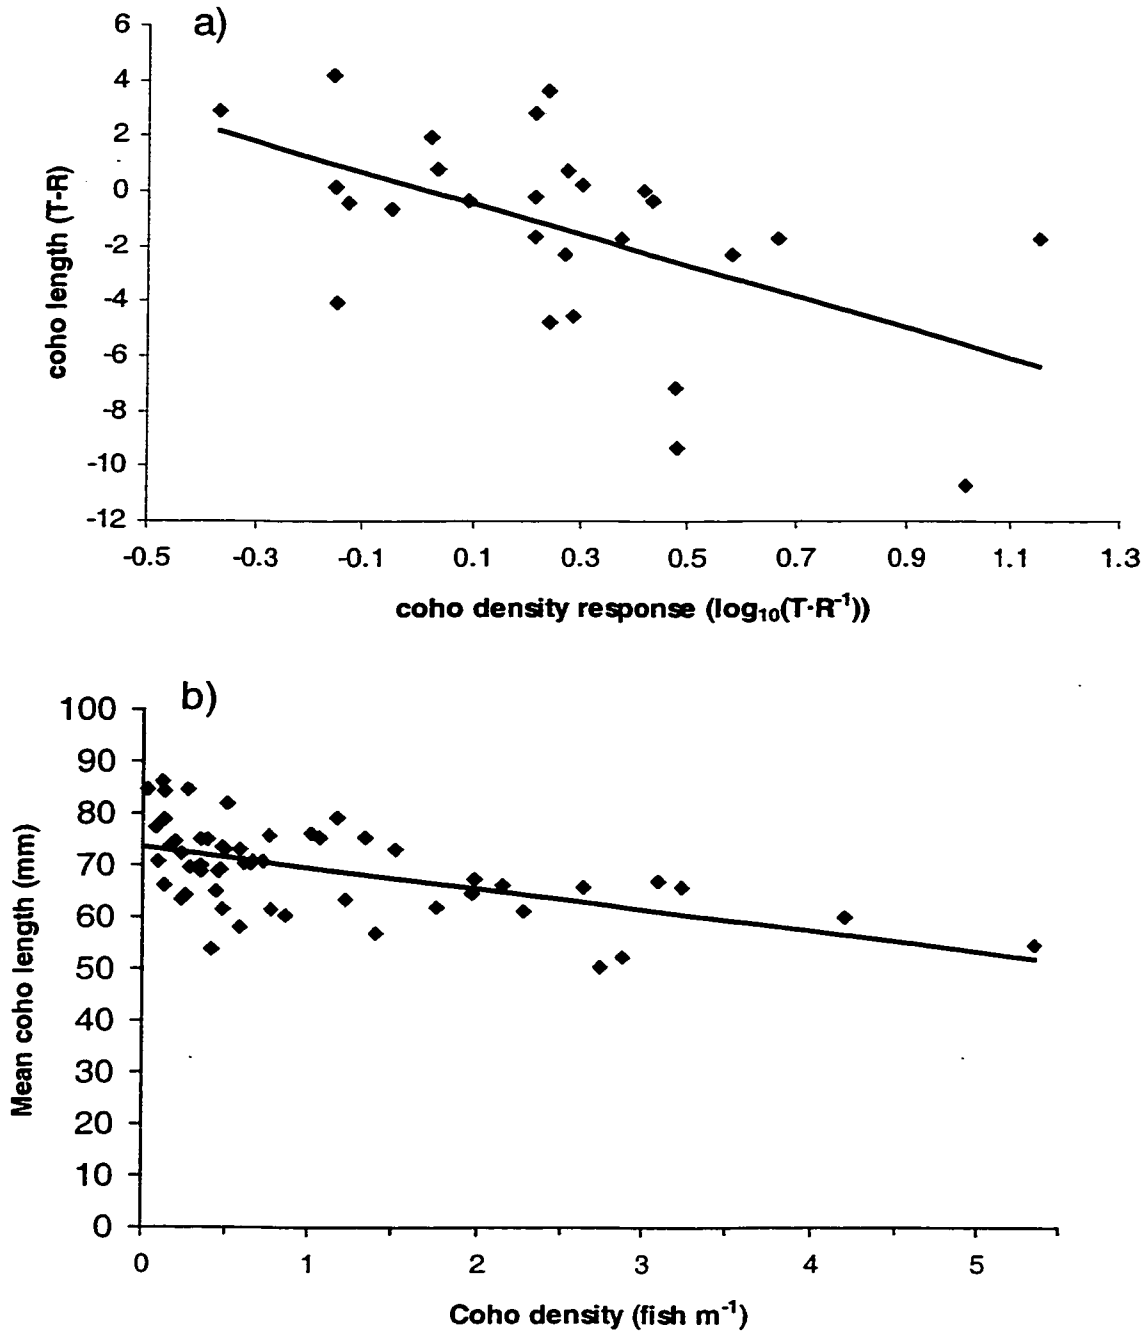 a)
6
4
2
0
-2
-4
-6
-8
-10
-12
coho length (T-R)
-0.5 -0.3 -0.1 0.1 0.3 0.5 0.7 0.9 1.1 1.3
coho density response (log₁₀(T·R⁻¹))
b)
100
90
80
70
60
50
40
30
20
10
0
Mean coho length (mm)
0 1 2 3 4 5
Coho density (fish m⁻¹)